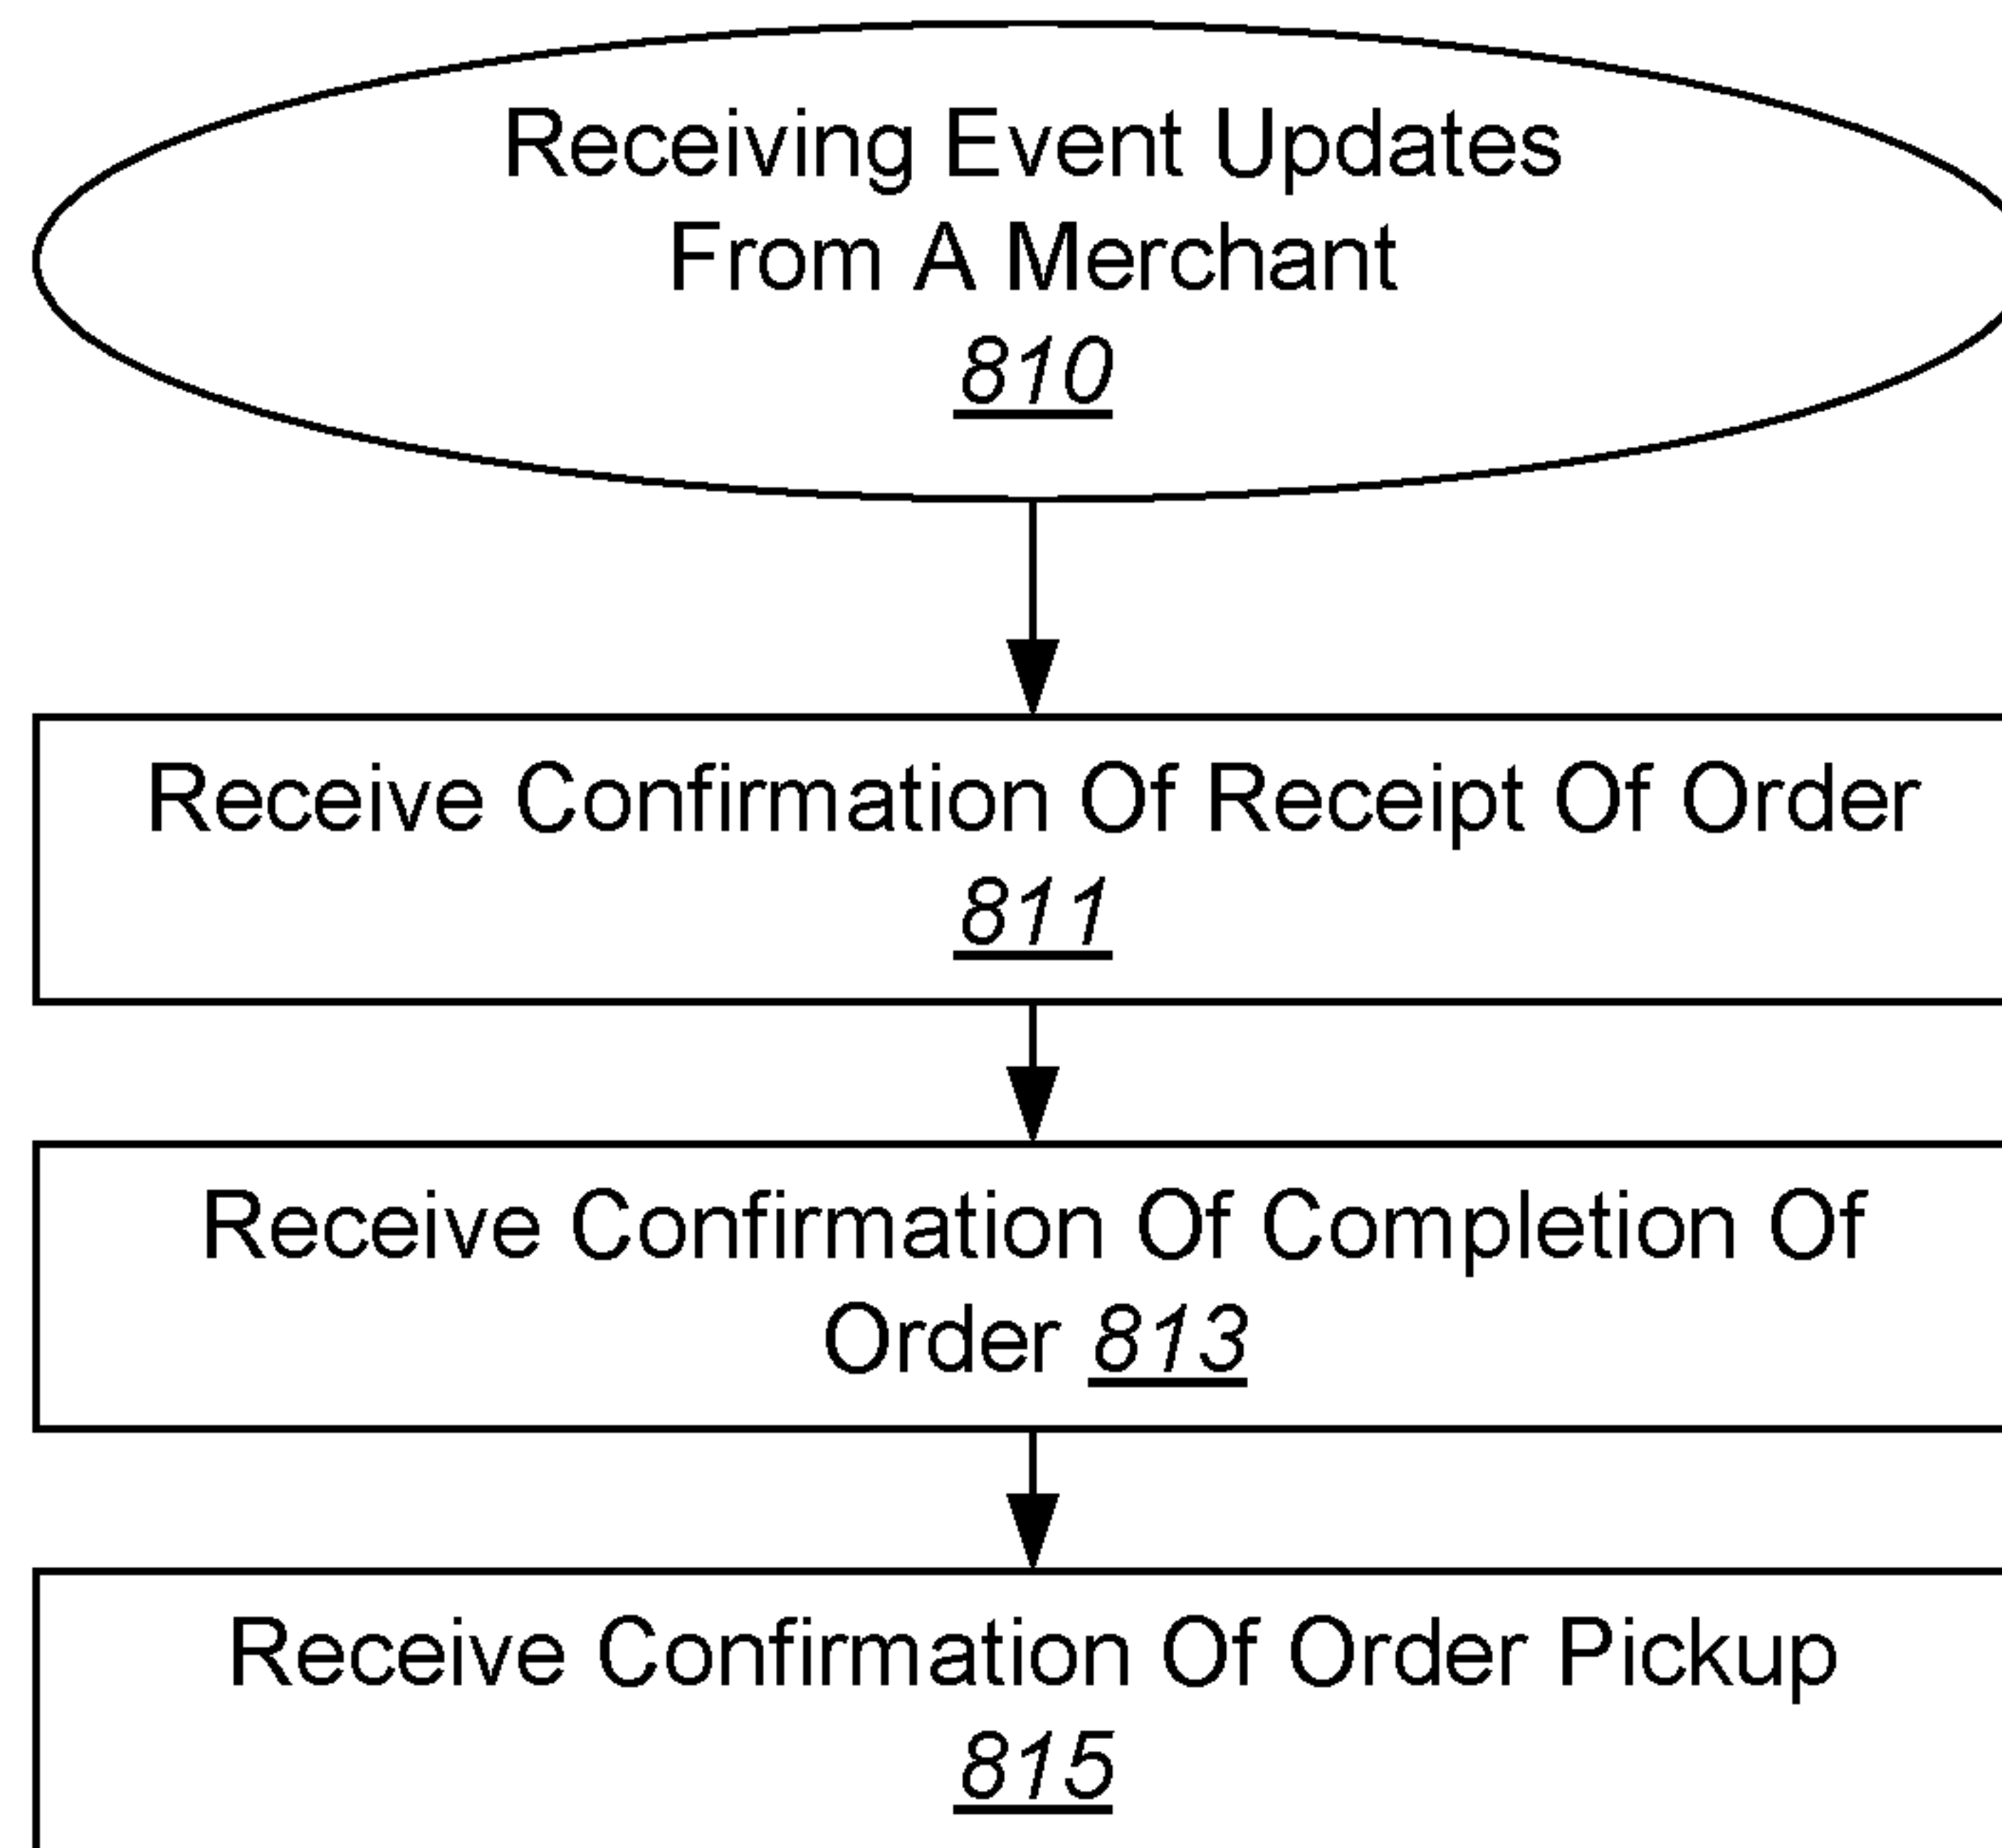 Receiving Event Updates
From A Merchant
810
Receive Confirmation Of Receipt Of Order
811
Receive Confirmation Of Completion Of
Order 813
Receive Confirmation Of Order Pickup
815